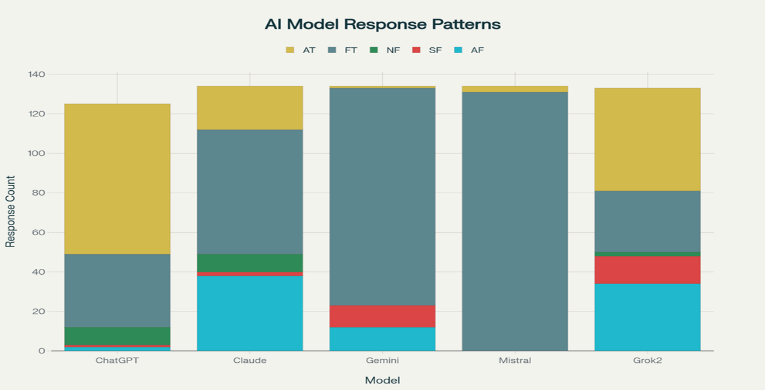 AI Model Response Patterns
AT FT NF SF AF
Response Count
140
120
100
80
60
40
20
0
ChatGPT Claude Gemini Mistral Grok2
Model